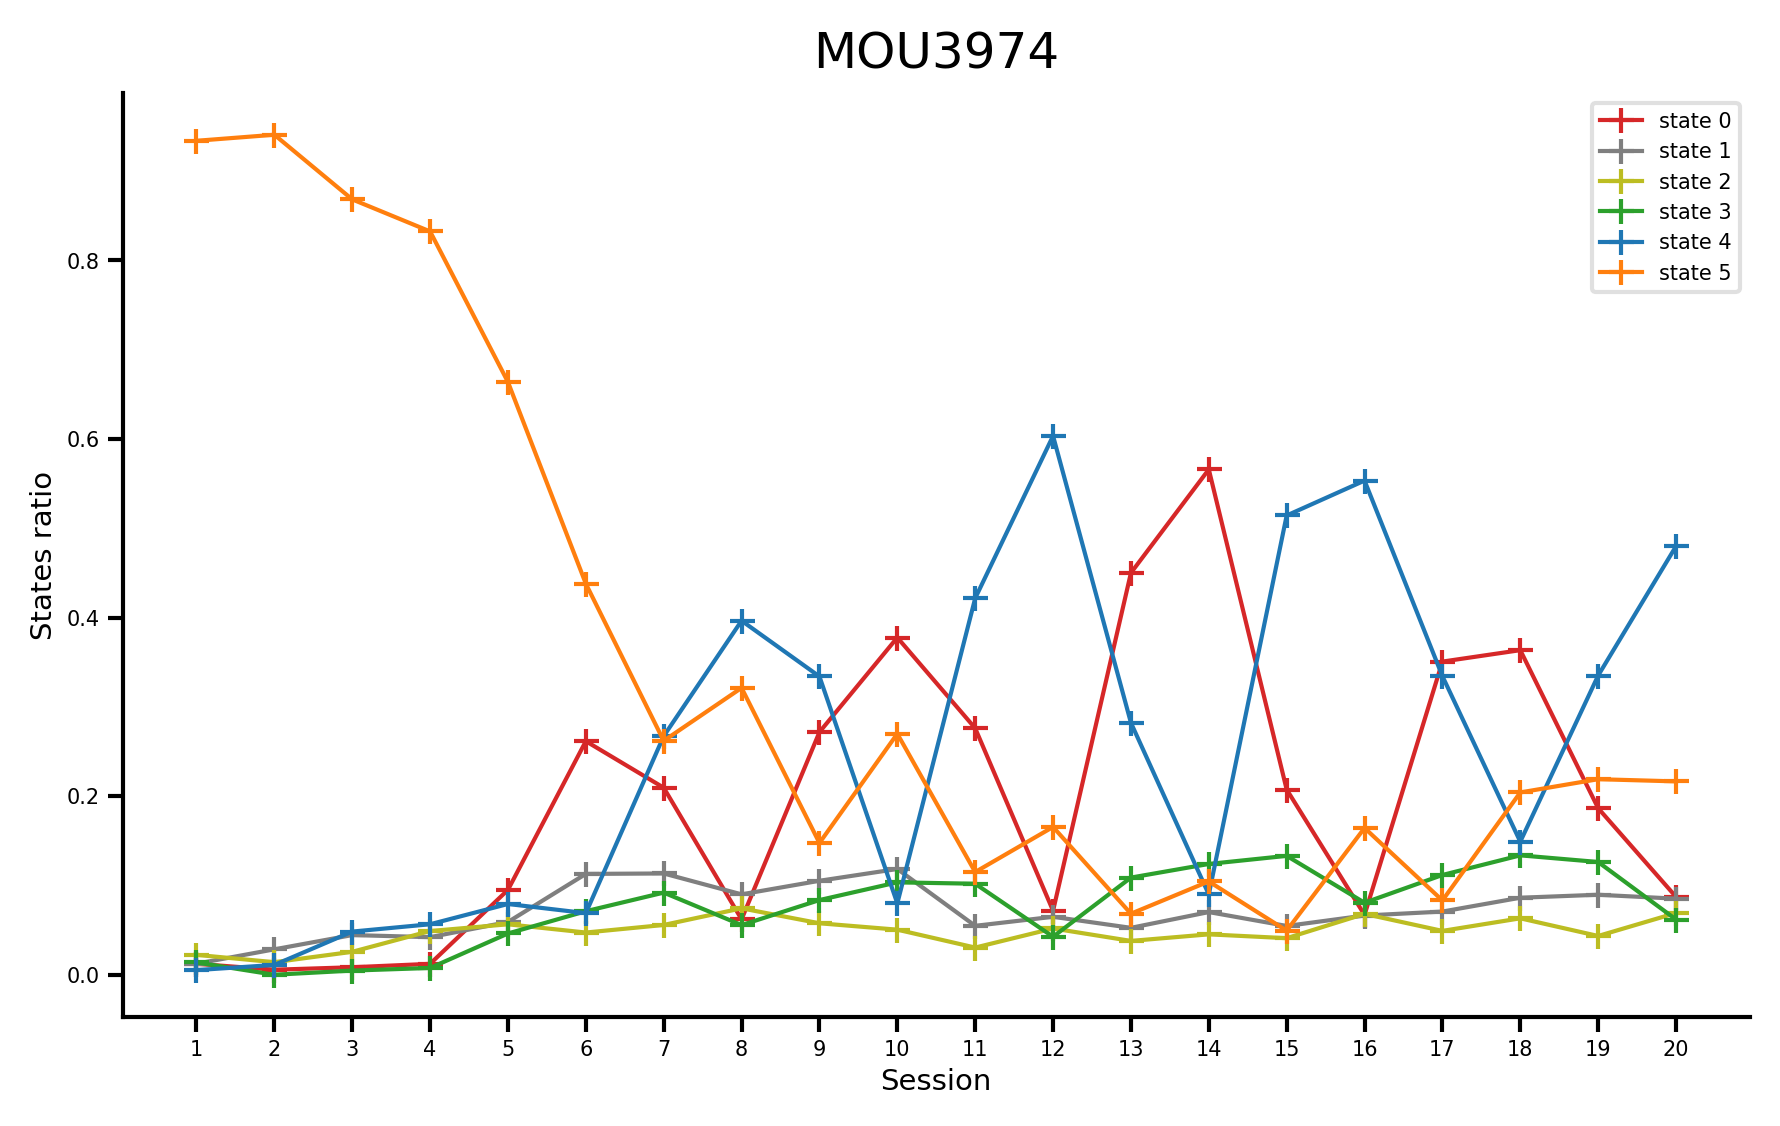 MOU3974
state 0
state 1
state 2
state 3
state 4
state 5
States ratio
0.8
0.6
0.4
0.2
0.0
1 2 3 4 5 6 7 8 9 10 11 12 13 14 15 16 17 18 19 20
Session